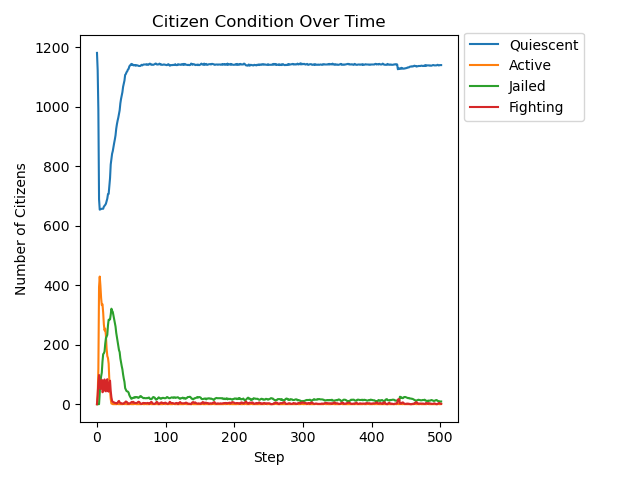 Citizen Condition Over Time
Number of Citizens
1200
1000
800
600
400
200
0
0 100 200 300 400 500
Step
Quiescent
Active
Jailed
Fighting